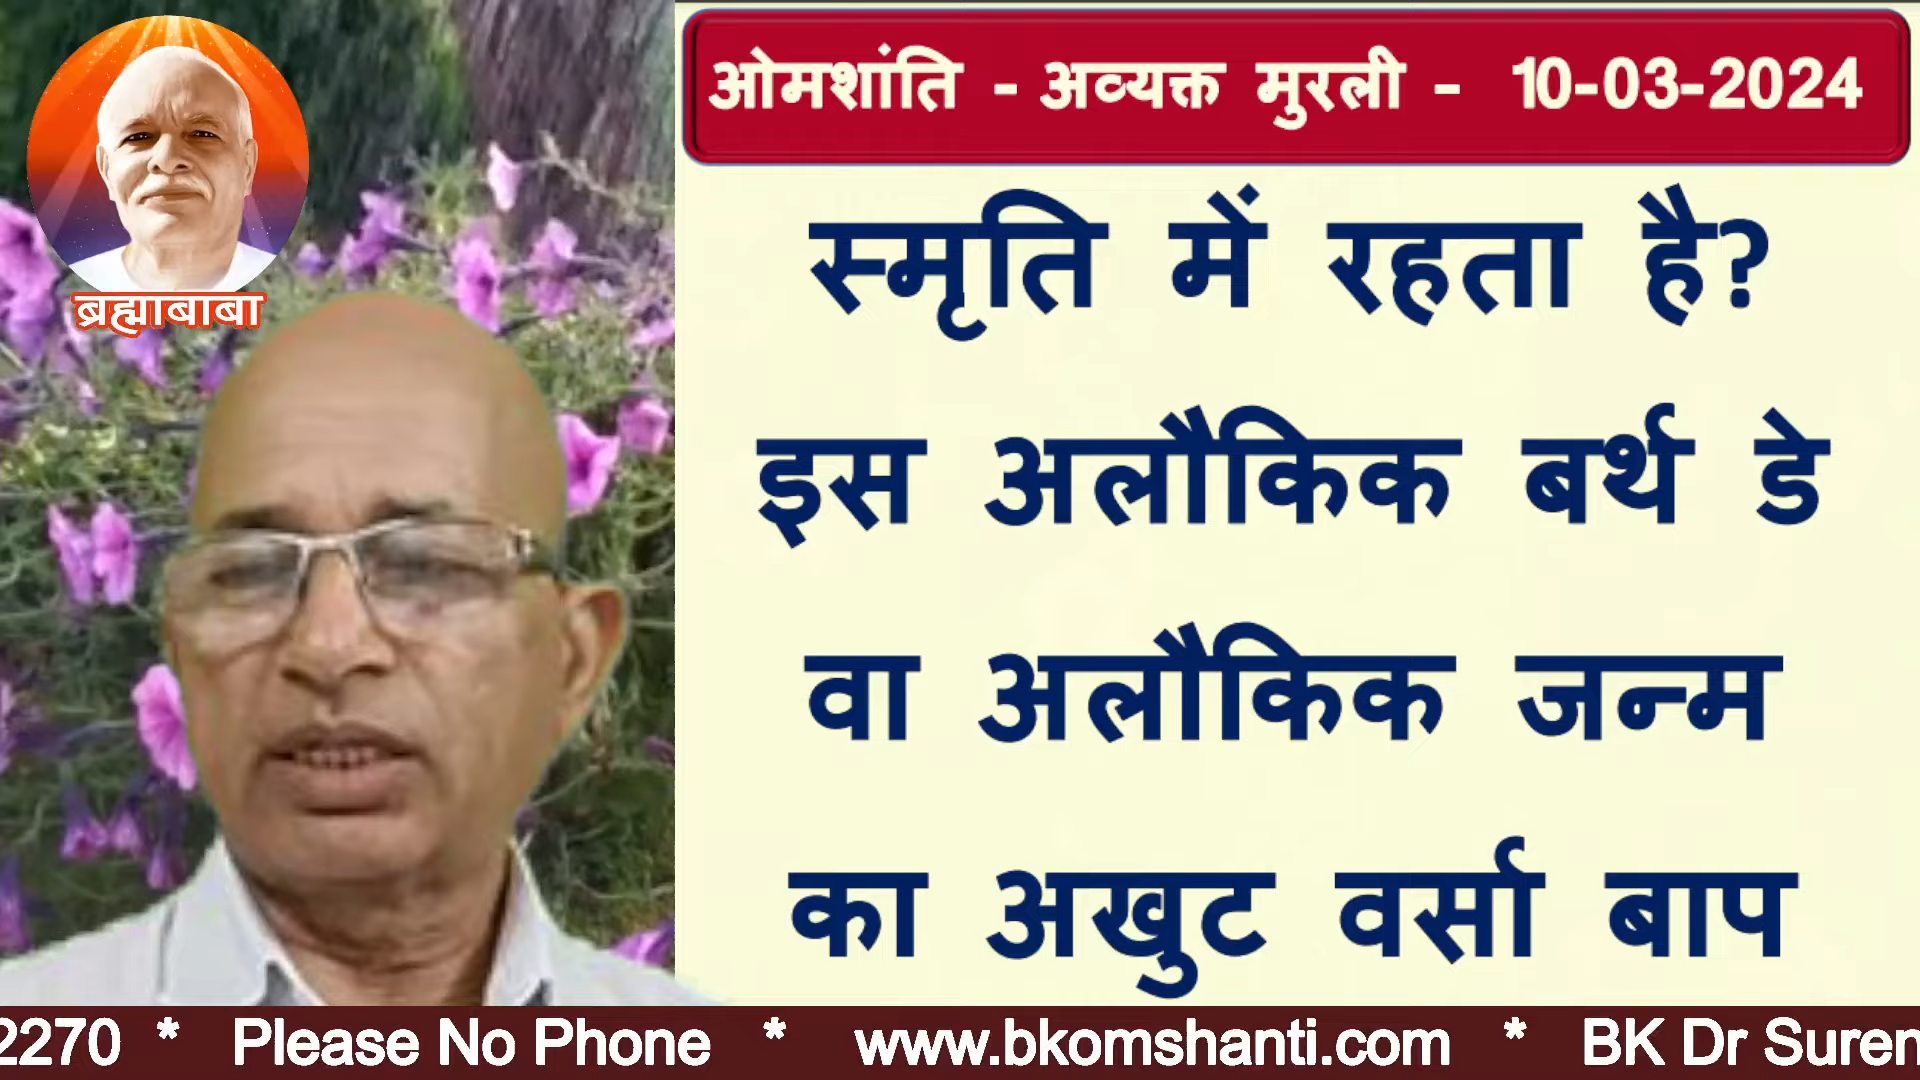 ब्रह्माबाबा
ओमशांति - अव्यक्त मुरली - 10-03-2024
स्मृति में रहता है?
इस अलौकिक बर्थ डे
वा अलौकिक जन्म
का अखुट वर्सा बाप
2270 * Please No Phone * www.bkomshanti.com * BK Dr Suren